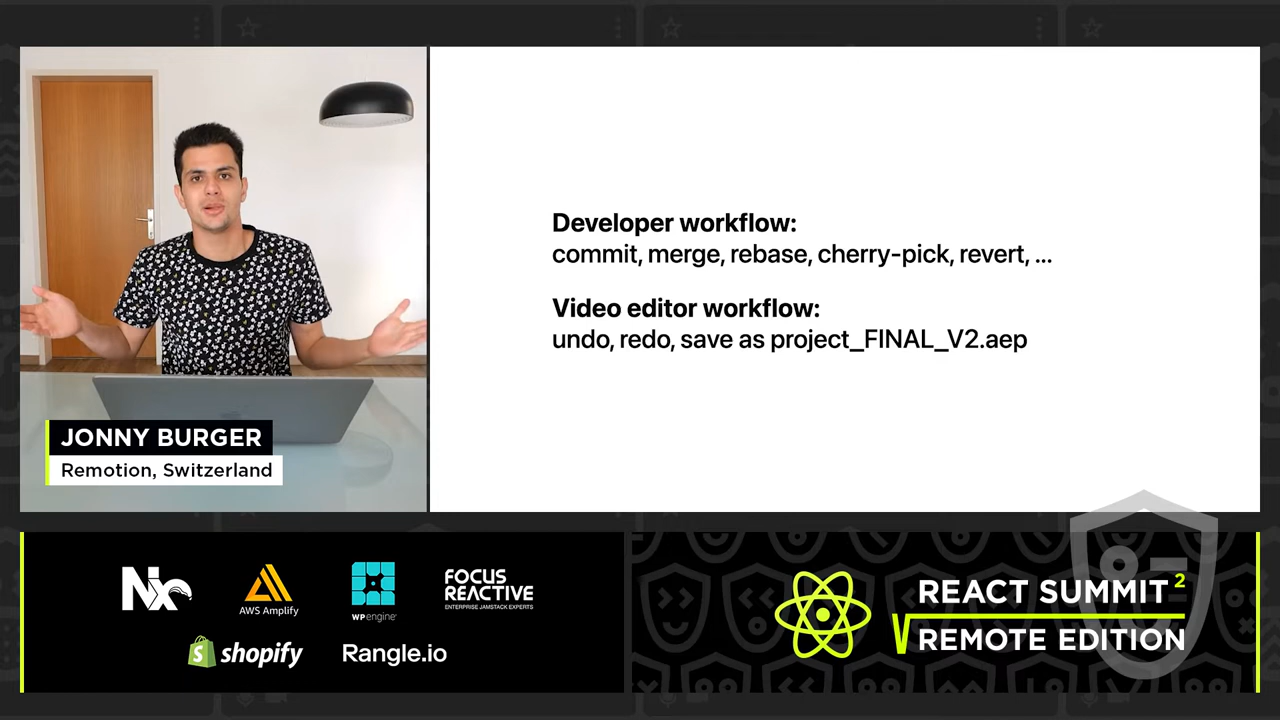 Developer workflow:
commit, merge, rebase, cherry-pick, revert, ...
Video editor workflow:
undo, redo, save as project_FINAL_V2.aep
JONNY BURGER
Remotion, Switzerland
Nx
AWS Amplify
WP engine
FOCUS
REACTIVE
ENTERPRISE JAMSTACK EXPERTS
shopify
Rangle.io
REACT SUMMIT 2
REMOTE EDITION